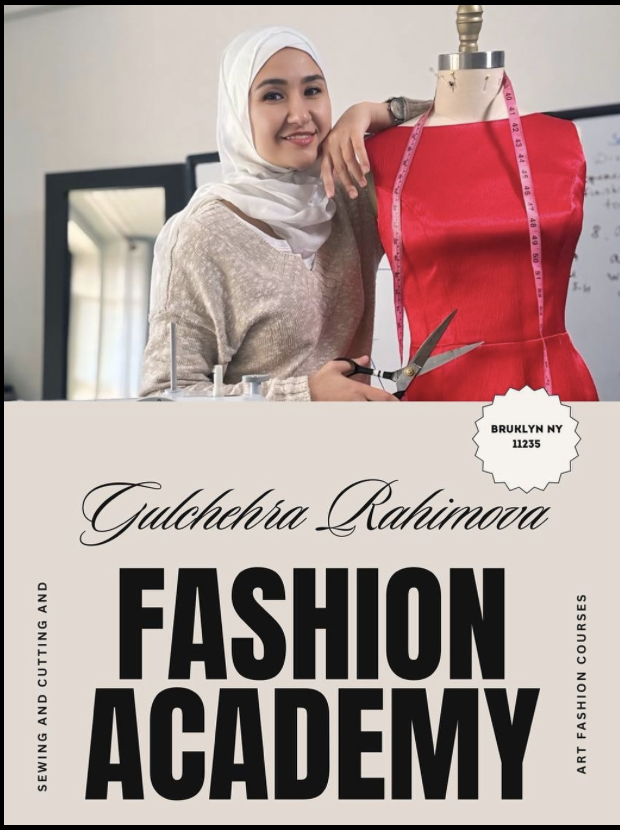 BRUKLYN NY
11235
Gulchehra Rahimova
FASHION
ACADEMY
SEWING AND CUTTING AND
ART FASHION COURSES